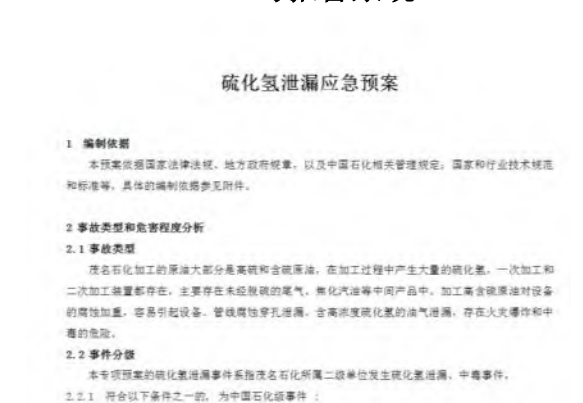 硫化氢泄漏应急预案
1 编制依据
本预案依据国家法律法规、地方政府规章，以及中国石化相关管理规定；国家和行业技术规范
和标准等。具体的编制依据参见附件。
2 事故类型和危害程度分析
2.1 事故类型
茂名石化加工的原油大部分是高硫和含硫原油，在加工过程中产生大量的硫化氢，一次加工和
二次加工装置都存在，主要存在未经脱硫的尾气、焦化汽油等中间产品中。加工高含硫原油对设备
的腐蚀加重，容易引起设备、管线腐蚀穿孔泄漏，含高浓度硫化氢的油气泄漏，存在火灾爆炸和中
毒的危险。
2.2 事件分级
本专项预案的硫化氢泄漏事件系指茂名石化所属二级单位发生硫化氢泄漏、中毒事件。
2.2.1 符合以下条件之一的，为中国石化级事件：